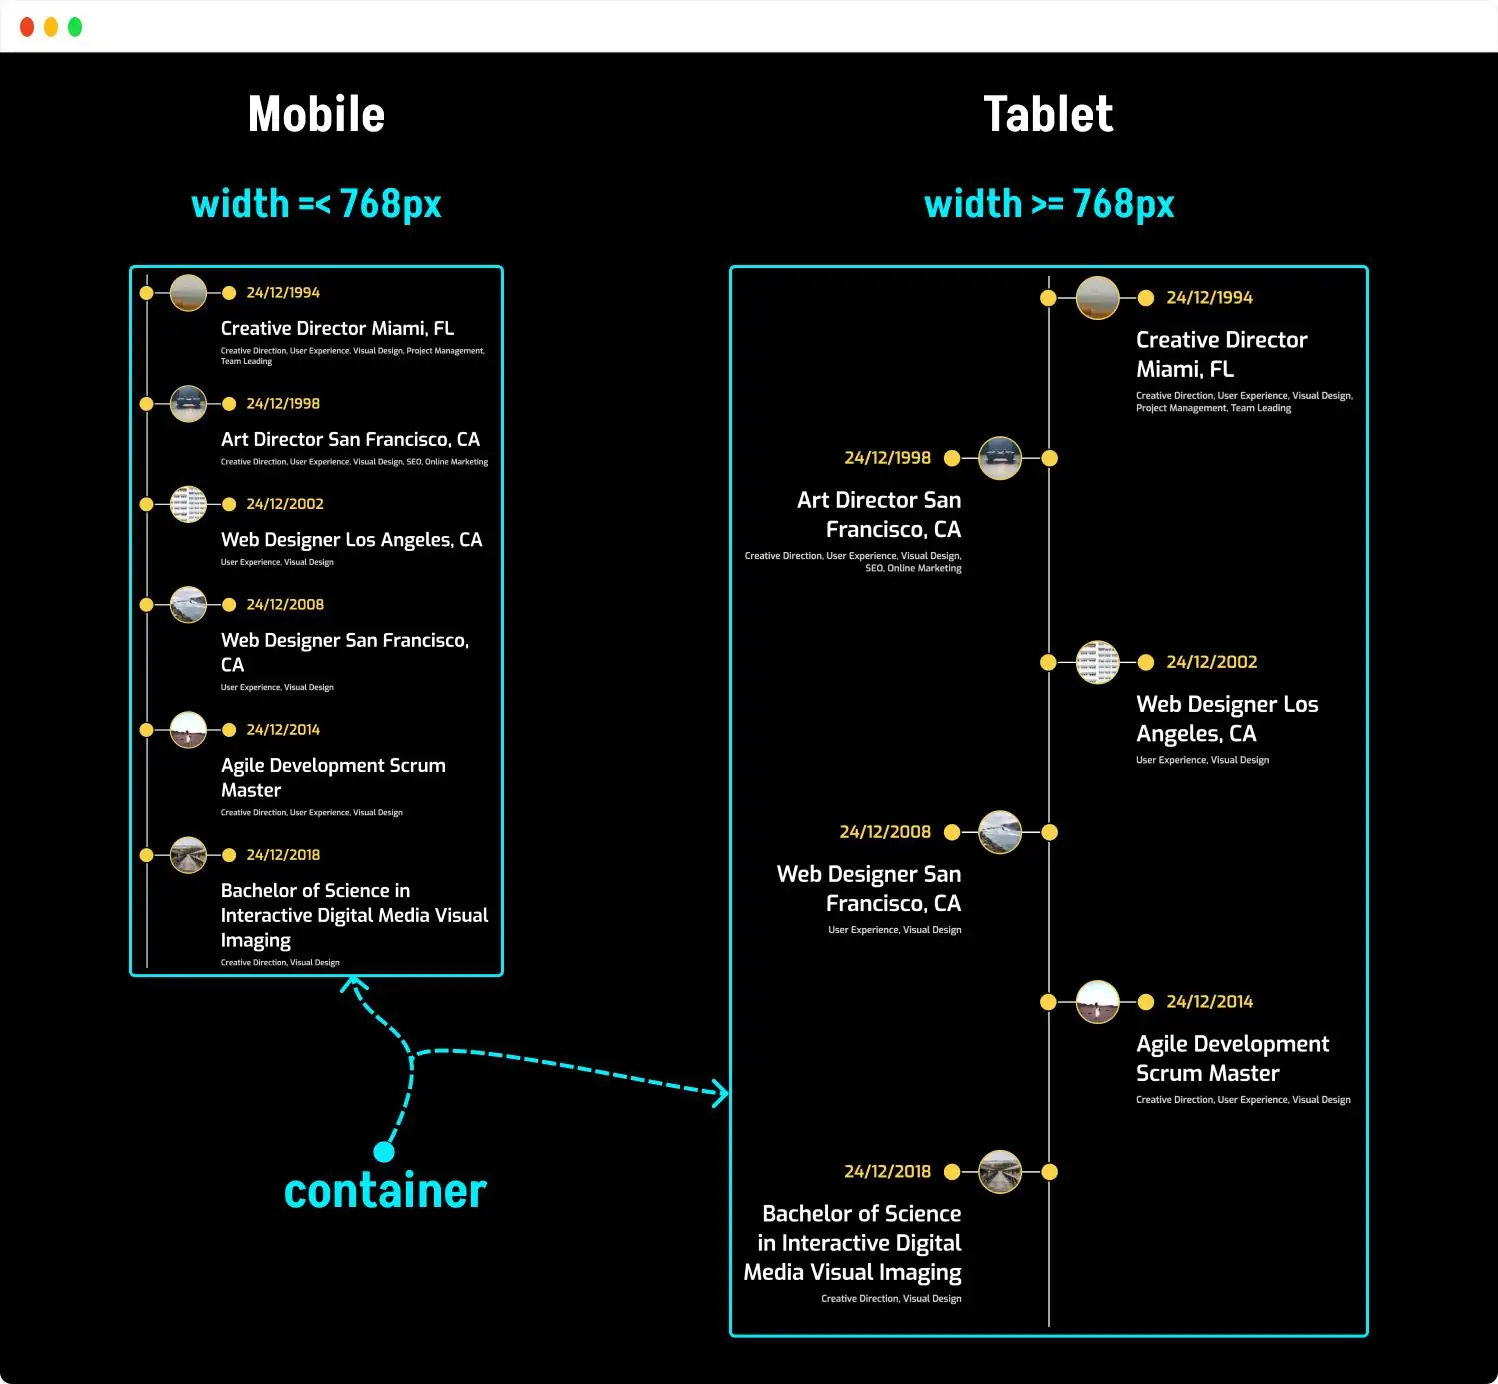 Mobile
width =< 768px
24/12/1994
Creative Director Miami, FL
Creative Direction, User Experience, Visual Design, Project Management,
Team Leading
24/12/1998
Art Director San Francisco, CA
Creative Direction, User Experience, Visual Design, SEO, Online Marketing
24/12/2002
Web Designer Los Angeles, CA
User Experience, Visual Design
24/12/2008
Web Designer San Francisco,
CA
User Experience, Visual Design
24/12/2014
Agile Development Scrum
Master
Creative Direction, User Experience, Visual Design
24/12/2018
Bachelor of Science in
Interactive Digital Media Visual
Imaging
Creative Direction, Visual Design
container
Tablet
width >= 768px
24/12/1994
Creative Director
Miami, FL
Creative Direction, User Experience, Visual Design,
Project Management, Team Leading
24/12/1998
Art Director San
Francisco, CA
Creative Direction, User Experience, Visual Design,
SEO, Online Marketing
24/12/2002
Web Designer Los
Angeles, CA
User Experience, Visual Design
24/12/2008
Web Designer San
Francisco, CA
User Experience, Visual Design
24/12/2014
Agile Development
Scrum Master
Creative Direction, User Experience, Visual Design
24/12/2018
Bachelor of Science
in Interactive Digital
Media Visual Imaging
Creative Direction, Visual Design